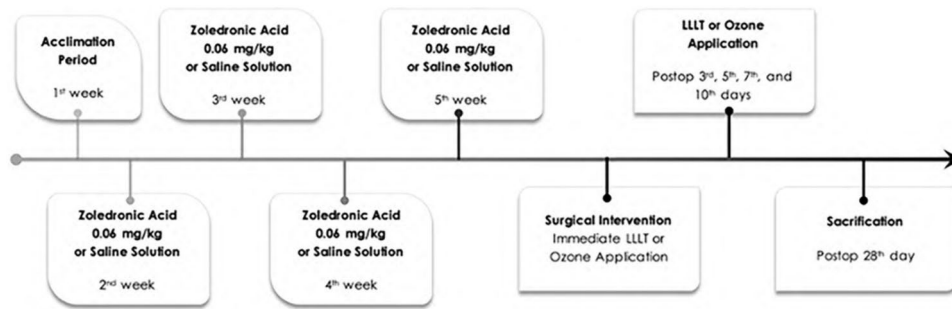 Acclimation
Period
1st week
Zoledronic Acid
0.06 mg/kg
or Saline Solution
3rd week
Zoledronic Acid
0.06 mg/kg
or Saline Solution
5th week
LLLT or Ozone
Application
Postop 3rd, 5th, 7th, and
10th days
Zoledronic Acid
0.06 mg/kg
or Saline Solution
2nd week
Zoledronic Acid
0.06 mg/kg
or Saline Solution
4th week
Surgical Intervention
Immediate LLLT or
Ozone Application
Sacrification
Postop 28th day